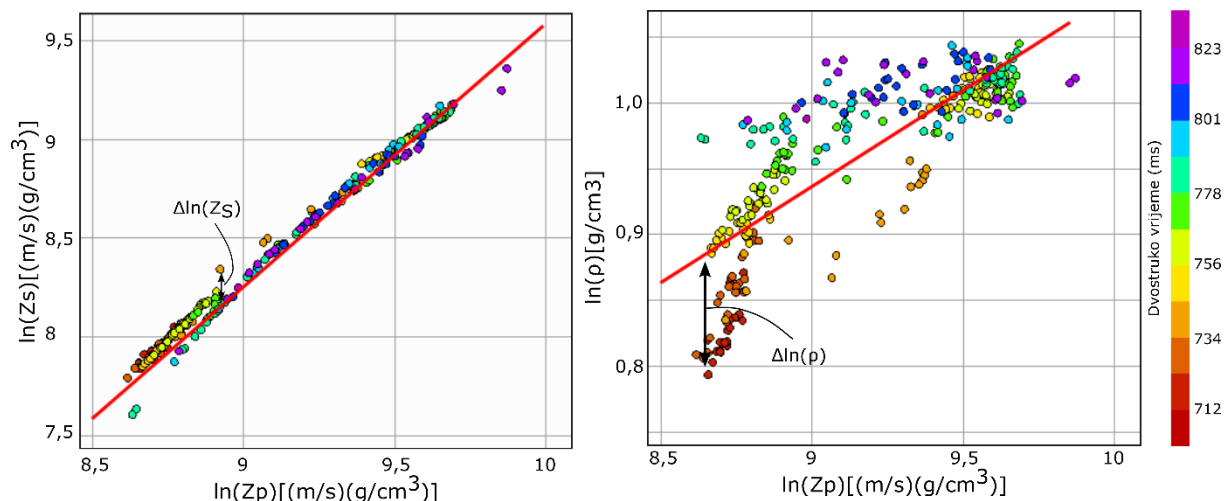 ln(Zs)[(m/s)(g/cm³)]
9,5
9
8,5
8
7,5
Δln(Zs)
8,5 9 9,5 10
ln(Zp)[(m/s)(g/cm³)]
ln(ρ)[g/cm3]
1,0
0,9
0,8
Δln(ρ)
8,5 9,0 9,5 10
ln(Zp)[(m/s)(g/cm³)]
Dvostruko vrijeme (ms)
823
801
778
756
734
712